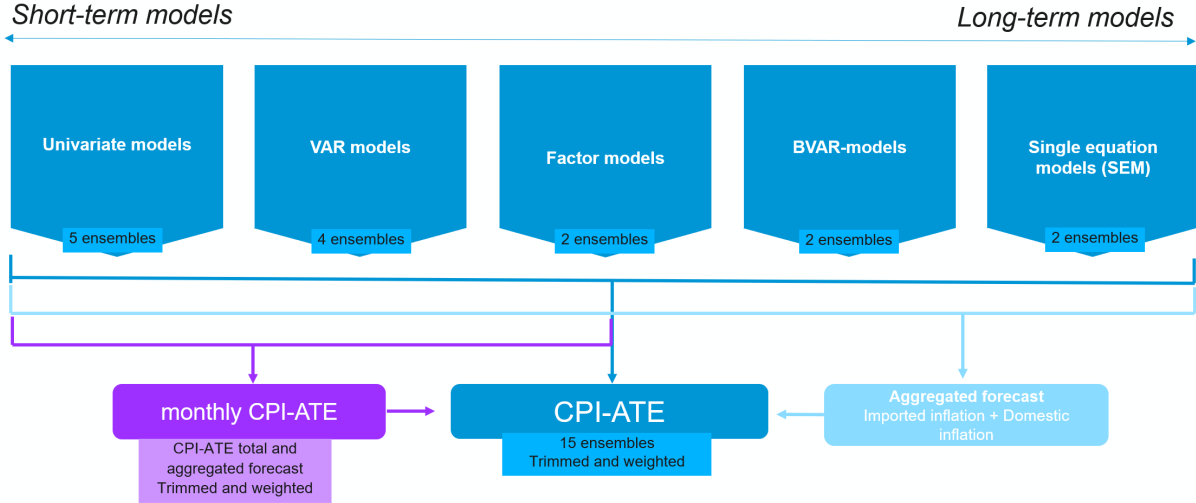 Short-term models
Long-term models
Univariate models
VAR models
Factor models
BVAR-models
Single equation
models (SEM)
5 ensembles
4 ensembles
2 ensembles
2 ensembles
2 ensembles
monthly CPI-ATE
CPI-ATE total and
aggregated forecast
Trimmed and weighted
CPI-ATE
15 ensembles
Trimmed and weighted
Aggregated forecast
Imported inflation + Domestic
inflation